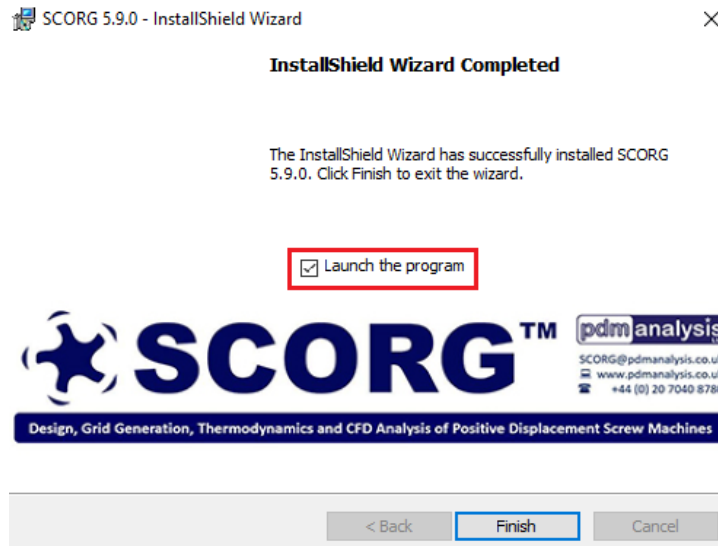 SCORG 5.9.0 - InstallShield Wizard
InstallShield Wizard Completed
The InstallShield Wizard has successfully installed SCORG
5.9.0. Click Finish to exit the wizard.
Launch the program
SCORG™
pdm analysis
SCORG@pdmanalysis.co.u
www.pdmanalysis.co.u
+44 (0) 20 7040 878
Design, Grid Generation, Thermodynamics and CFD Analysis of Positive Displacement Screw Machines
< Back
Finish
Cancel